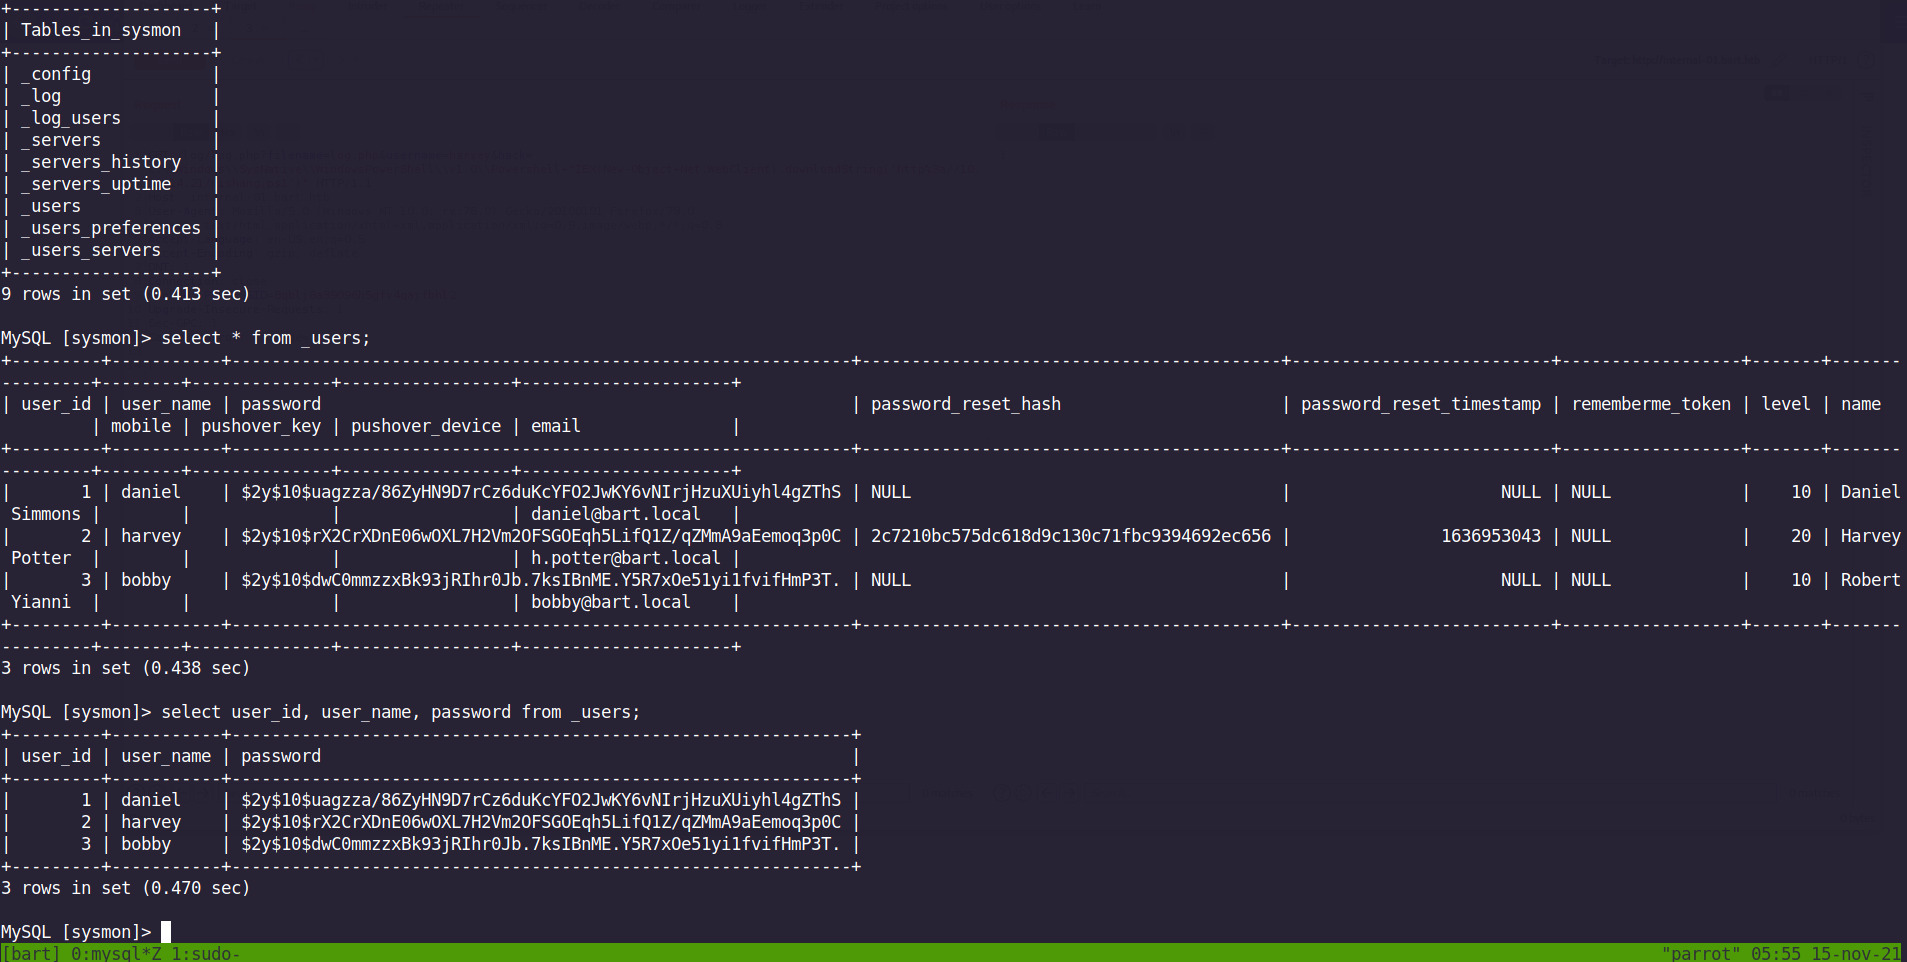 +--------------------+
| Tables_in_sysmon   |
+--------------------+
| _config            |
| _log               |
| _log_users         |
| _servers           |
| _servers_history   |
| _servers_uptime    |
| _users             |
| _users_preferences |
| _users_servers     |
+--------------------+
9 rows in set (0.413 sec)

MySQL [sysmon]> select * from _users;
+---------+-----------+--------------------------------------------------------------+------------------------------------------+--------------------------+------------------+-------+-------
---------+--------+--------------+-----------------+---------------------+
| user_id | user_name | password                                                     | password_reset_hash                      | password_reset_timestamp | rememberme_token | level | name
         | mobile | pushover_key | pushover_device | email               |
+---------+-----------+--------------------------------------------------------------+------------------------------------------+--------------------------+------------------+-------+-------
---------+--------+--------------+-----------------+---------------------+
|       1 | daniel    | $2y$10$uagzza/86ZyHN9D7rCz6duKcYFO2JwKY6vNIrjHzuXUiyhl4gZThS | NULL                                     |                     NULL | NULL             |    10 | Daniel
 Simmons |        |              |                 | daniel@bart.local   |
|       2 | harvey    | $2y$10$rX2CrXDnE06wOXL7H2Vm2OFSGOEqh5LifQ1Z/qZMmA9aEemoq3p0C | 2c7210bc575dc618d9c130c71fbc9394692ec656 |               1636953043 | NULL             |    20 | Harvey
 Potter  |        |              |                 | h.potter@bart.local |
|       3 | bobby     | $2y$10$dwC0mmzzxBk93jRIhr0Jb.7ksIBnME.Y5R7xOe51yi1fvifHmP3T. | NULL                                     |                     NULL | NULL             |    10 | Robert
 Yianni  |        |              |                 | bobby@bart.local    |
+---------+-----------+--------------------------------------------------------------+------------------------------------------+--------------------------+------------------+-------+-------
---------+--------+--------------+-----------------+---------------------+
3 rows in set (0.438 sec)

MySQL [sysmon]> select user_id, user_name, password from _users;
+---------+-----------+--------------------------------------------------------------+
| user_id | user_name | password                                                     |
+---------+-----------+--------------------------------------------------------------+
|       1 | daniel    | $2y$10$uagzza/86ZyHN9D7rCz6duKcYFO2JwKY6vNIrjHzuXUiyhl4gZThS |
|       2 | harvey    | $2y$10$rX2CrXDnE06wOXL7H2Vm2OFSGOEqh5LifQ1Z/qZMmA9aEemoq3p0C |
|       3 | bobby     | $2y$10$dwC0mmzzxBk93jRIhr0Jb.7ksIBnME.Y5R7xOe51yi1fvifHmP3T. |
+---------+-----------+--------------------------------------------------------------+
3 rows in set (0.470 sec)

MySQL [sysmon]>
[bart] 0:mysql*Z 1:sudo- "parrot" 05:55 15-nov-21